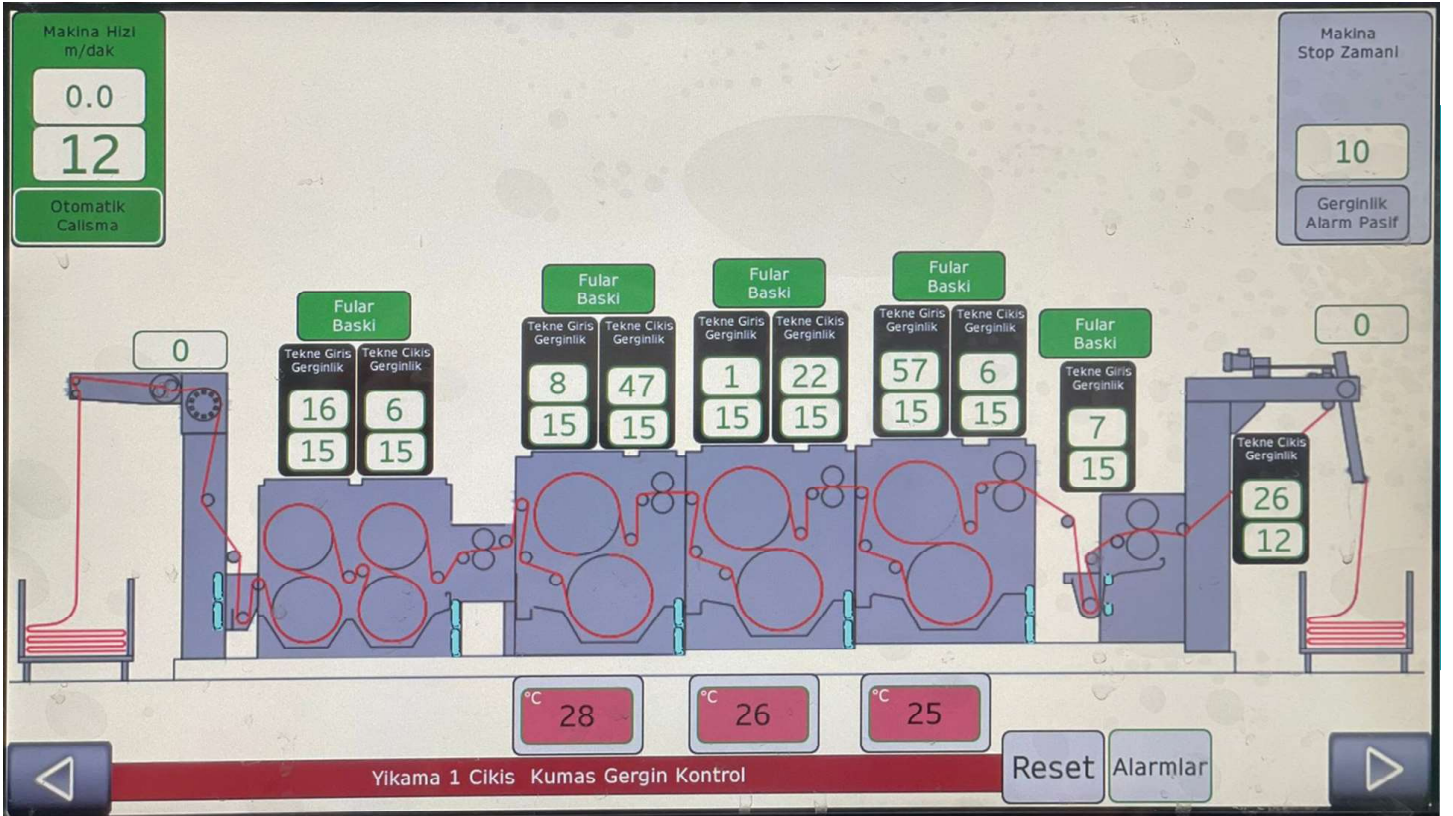 Makina Hizi
m/dak
0.0
12
Otomatik
Calisma
Makina
Stop Zamani
10
Gerginlik
Alarm Pasif
0
Fular
Baski
Tekne Giris
Gerginlik
16
15
Tekne Cikis
Gerginlik
6
15
Fular
Baski
Tekne Giris
Gerginlik
8
15
Tekne Cikis
Gerginlik
47
15
Fular
Baski
Tekne Giris
Gerginlik
1
15
Tekne Cikis
Gerginlik
22
15
Fular
Baski
Tekne Giris
Gerginlik
57
15
Tekne Cikis
Gerginlik
6
15
Fular
Baski
Tekne Giris
Gerginlik
7
15
0
Tekne Cikis
Gerginlik
26
12
°C
28
°C
26
°C
25
Yikama 1 Cikis Kumas Gergin Kontrol
Reset
Alarmlar